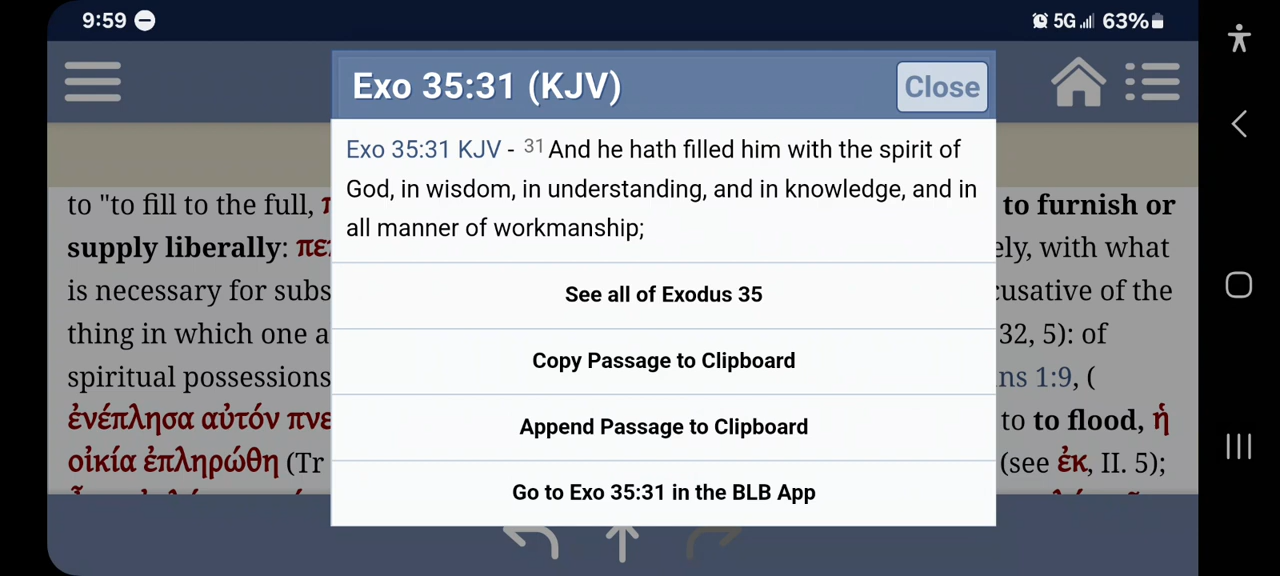 9:59
5G 63%
Exo 35:31 (KJV)
Close
Exo 35:31 KJV - 31 And he hath filled him with the spirit of
God, in wisdom, in understanding, and in knowledge, and in
all manner of workmanship;
See all of Exodus 35
Copy Passage to Clipboard
Append Passage to Clipboard
Go to Exo 35:31 in the BLB App
to "to fill to the full, to furnish or
supply liberally: with what
is necessary for subs of the
thing in which one a 32, 5): of
spiritual possessions 1:9, (
ἐνέπλησα αὐτόν πνε to to flood, ἡ
οἰκία ἐπληρώθη (Tr (see ἐκ, II. 5);